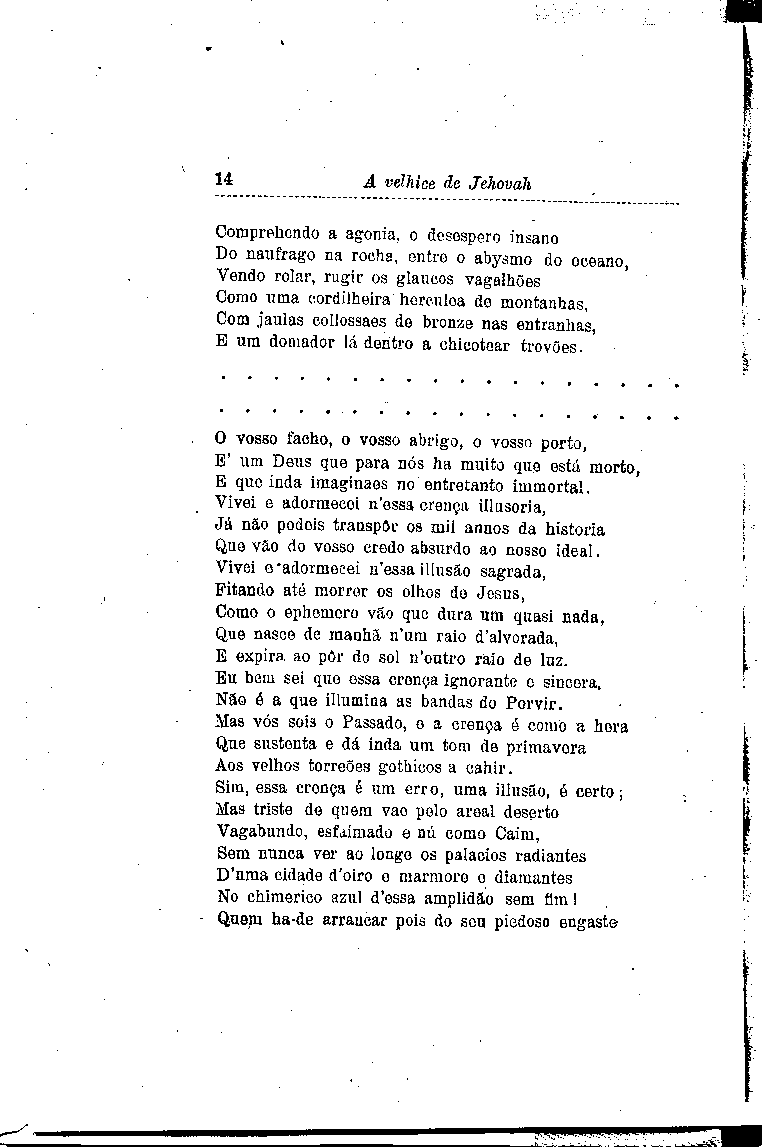 14 A velhice de Jehovah
Comprehendo a agonia, o desespero insano
Do naufrago na rocha, entre o abysmo do oceano,
Vendo rolar, rugir os glaucos vagalhões
Como uma cordilheira herculea de montanhas,
Com jaulas collossaes de bronze nas entranhas,
E um domador lá dentro a chicotear trovões.
. . . . . . . . . . . . . . . . . .
. . . . . . . . . . . . . . . . . .
O vosso facho, o vosso abrigo, o vosso porto,
E' um Deus que para nós ha muito que está morto,
E que inda imaginaes no entretanto immortal.
Vivei e adormecei n'essa crença illusoria,
Já não podeis transpôr os mil annos da historia
Que vão do vosso credo absurdo ao nosso ideal.
Vivei e adormecei n'essa illusão sagrada,
Fitando até morrer os olhos de Jesus,
Como o ephemero vão que dura um quasi nada,
Que nasce de manhã n'um raio d'alvorada,
E expira ao pôr do sol n'outro raio de luz.
Eu bem sei que essa crença ignorante e sincera,
Não é a que illumina as bandas do Porvir.
Mas vós sois o Passado, e a crença é como a hera
Que sustenta e dá inda um tom de primavera
Aos velhos torreões gothicos a cahir.
Sim, essa crença é um erro, uma illusão, é certo;
Mas triste de quem vae pelo areal deserto
Vagabundo, esfaimado e nú como Caim,
Sem nunca ver ao longe os palacios radiantes
D'uma cidade d'oiro e marmore e diamantes
No chimerico azul d'essa amplidão sem fim!
Quem ha-de arrancar pois do seu piedoso engaste